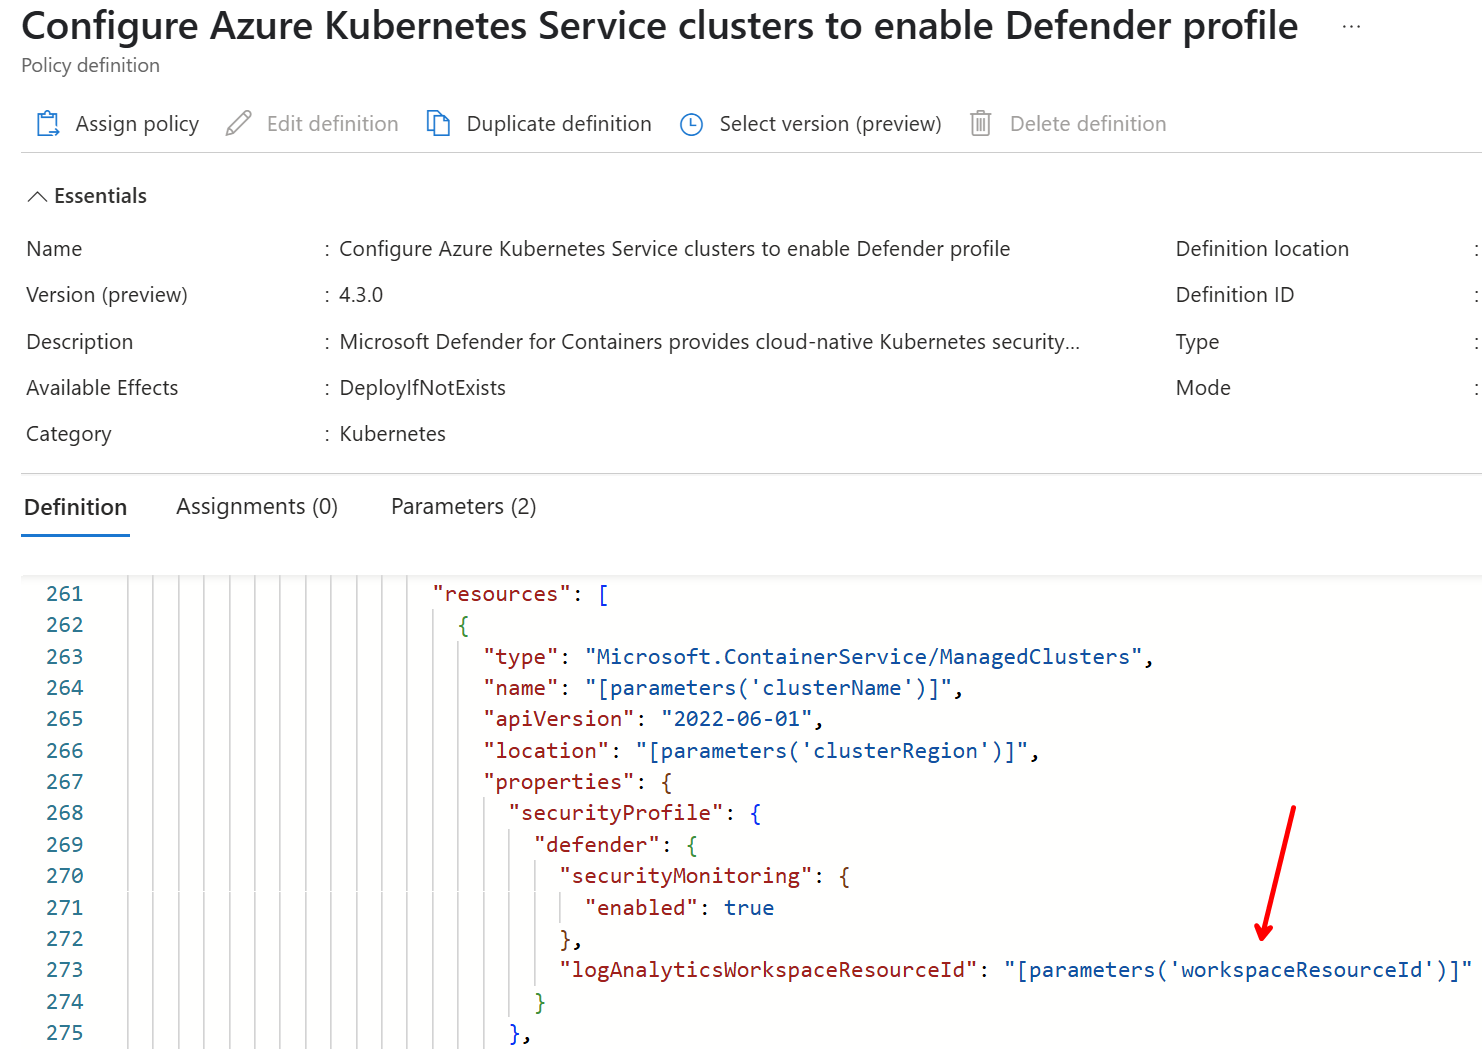 Configure Azure Kubernetes Service clusters to enable Defender profile ...
Policy definition
Assign policy Edit definition Duplicate definition Select version (preview) Delete definition
Essentials
Name : Configure Azure Kubernetes Service clusters to enable Defender profile Definition location :
Version (preview) : 4.3.0 Definition ID :
Description : Microsoft Defender for Containers provides cloud-native Kubernetes security... Type :
Available Effects : DeployIfNotExists Mode :
Category : Kubernetes
Definition Assignments (0) Parameters (2)
261 "resources": [
262 {
263 "type": "Microsoft.ContainerService/ManagedClusters",
264 "name": "[parameters('clusterName')]",
265 "apiVersion": "2022-06-01",
266 "location": "[parameters('clusterRegion')]",
267 "properties": {
268 "securityProfile": {
269 "defender": {
270 "securityMonitoring": {
271 "enabled": true
272 },
273 "logAnalyticsWorkspaceResourceId": "[parameters('workspaceResourceId')]"
274 }
275 },